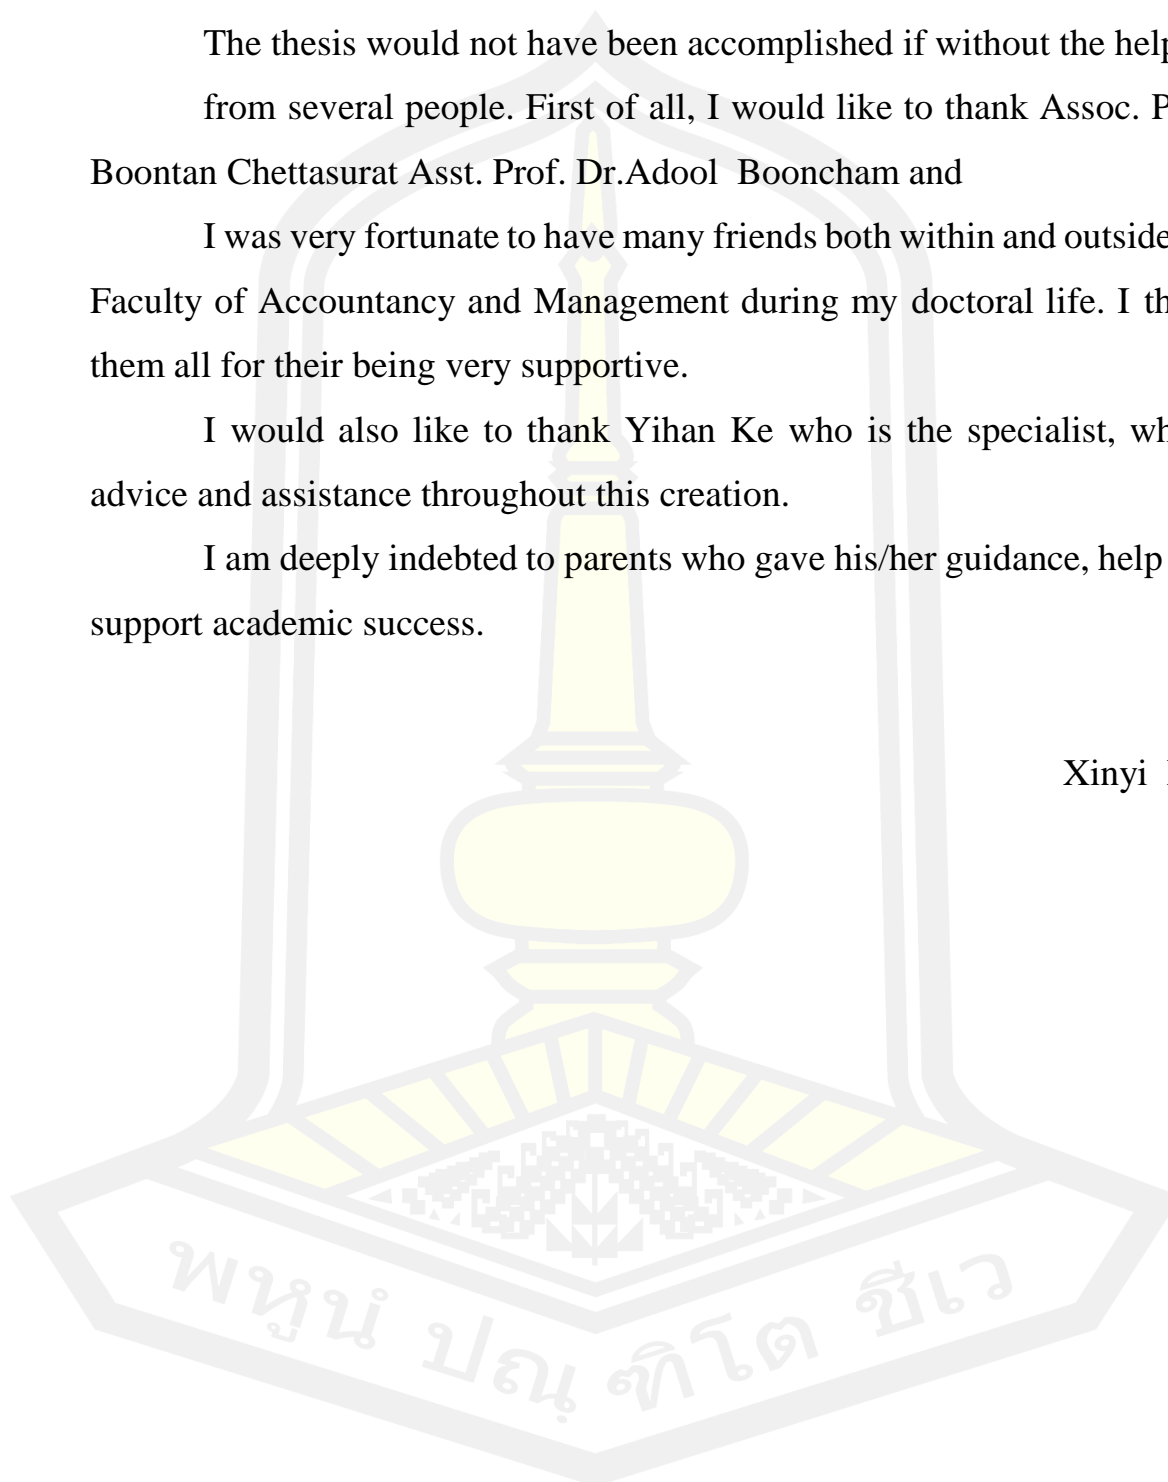 The thesis would not have been accomplished if without the help
from several people. First of all, I would like to thank Assoc.
Boontan Chettasurat Asst. Prof. Dr.Adool Booncham and
I was very fortunate to have many friends both within and outside
Faculty of Accountancy and Management during my doctoral life. I
them all for their being very supportive.
I would also like to thank Yihan Ke who is the specialist,
advice and assistance throughout this creation.
I am deeply indebted to parents who gave his/her guidance, help
support academic success.
Xinyi
พหูนํ ปณฺฑิโต ชีเว